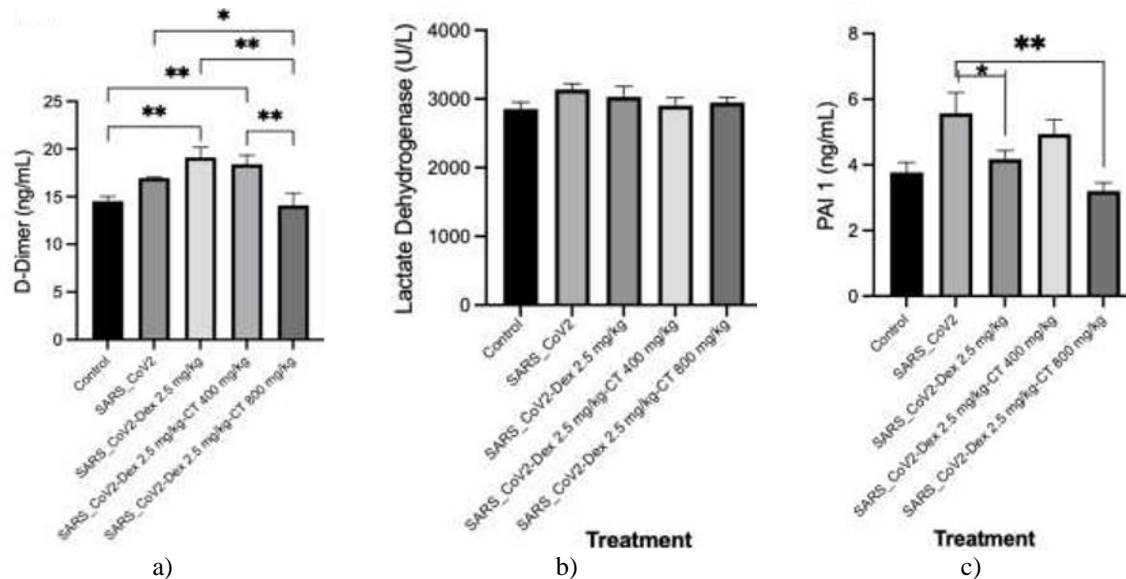 *
**
**
**
**
D-Dimer (ng/mL)
25
20
15
10
5
0
Control
SARS_CoV2
SARS_CoV2-Dex 2.5 mg/kg
SARS_CoV2-Dex 2.5 mg/kg-CT 400 mg/kg
SARS_CoV2-Dex 2.5 mg/kg-CT 800 mg/kg
a)
Lactate Dehydrogenase (U/L)
4000
3000
2000
1000
0
Control
SARS_CoV2
SARS_CoV2-Dex 2.5 mg/kg
SARS_CoV2-Dex 2.5 mg/kg-CT 400 mg/kg
SARS_CoV2-Dex 2.5 mg/kg-CT 800 mg/kg
Treatment
b)
**
*
PAI 1 (ng/mL)
8
6
4
2
0
Control
SARS_CoV2
SARS_CoV2-Dex 2.5 mg/kg
SARS_CoV2-Dex 2.5 mg/kg-CT 400 mg/kg
SARS_CoV2-Dex 2.5 mg/kg-CT 800 mg/kg
Treatment
c)